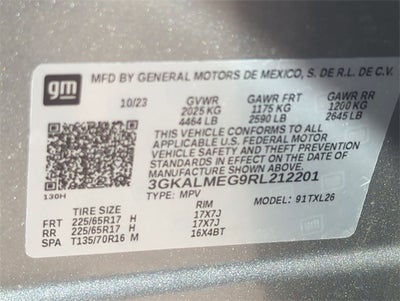 gm
MFD BY GENERAL MOTORS DE MEXICO, S. DE R.L. DE C.V.
10/23 GVWR GAWR FRT GAWR RR
2025 KG 1175 KG 1200 KG
4464 LB 2590 LB 2645 LB
THIS VEHICLE CONFORMS TO ALL
APPLICABLE U.S. FEDERAL MOTOR
VEHICLE SAFETY AND THEFT PREVENTION
STANDARDS IN EFFECT ON THE DATE OF
MANUFACTURE SHOWN ABOVE.
3GKALMEG9RL212201
130H TYPE: MPV MODEL: 91TXL26
TIRE SIZE RIM
FRT 225/65R17 H 17X7J
RR 225/65R17 H 17X7J
SPA T135/70R16 M 16X4BT